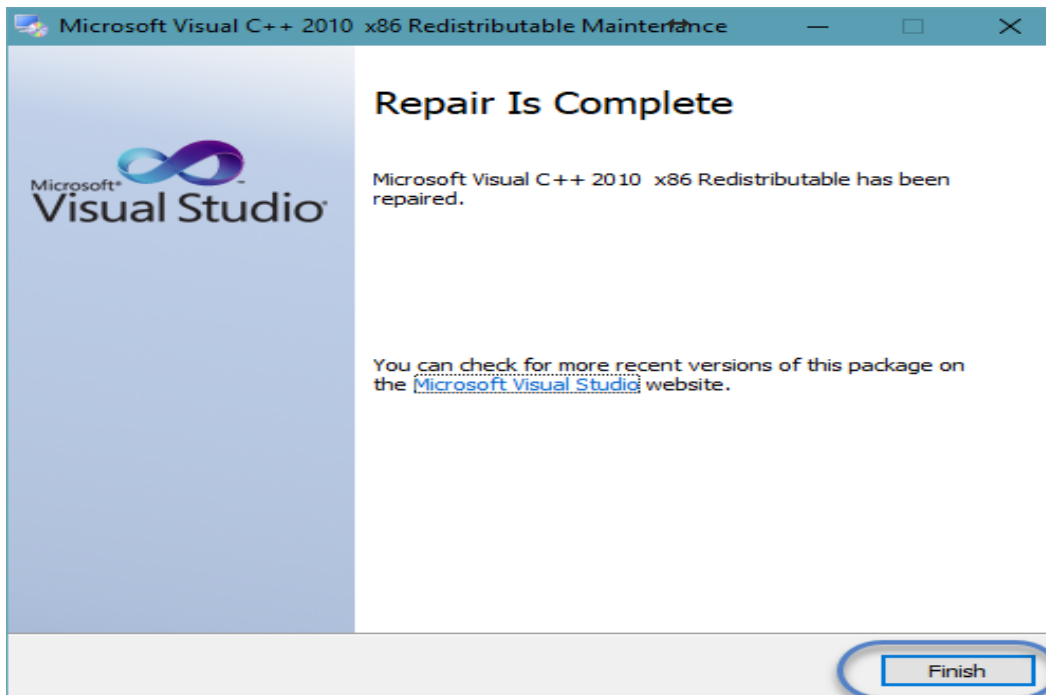 Microsoft Visual C++ 2010 x86 Redistributable Maintenance
Repair Is Complete
Microsoft®
Visual Studio®
Microsoft Visual C++ 2010 x86 Redistributable has been
repaired.
You can check for more recent versions of this package on
the Microsoft Visual Studio website.
Finish